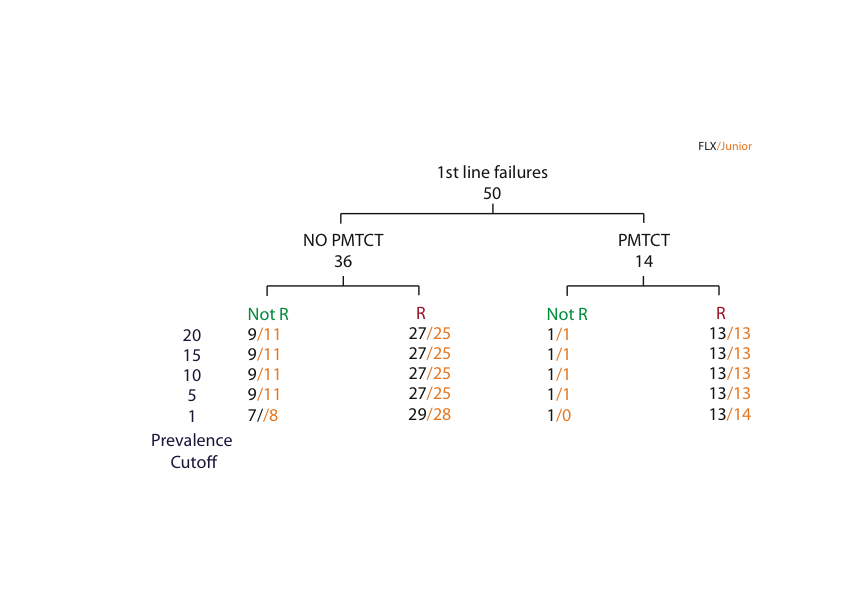 FLX/Junior
1st line failures
50
NO PMTCT PMTCT
36 14
Not R R Not R R
20 9/11 27/25 1/1 13/13
15 9/11 27/25 1/1 13/13
10 9/11 27/25 1/1 13/13
5 9/11 27/25 1/1 13/13
1 7//8 29/28 1/0 13/14
Prevalence
Cutoff